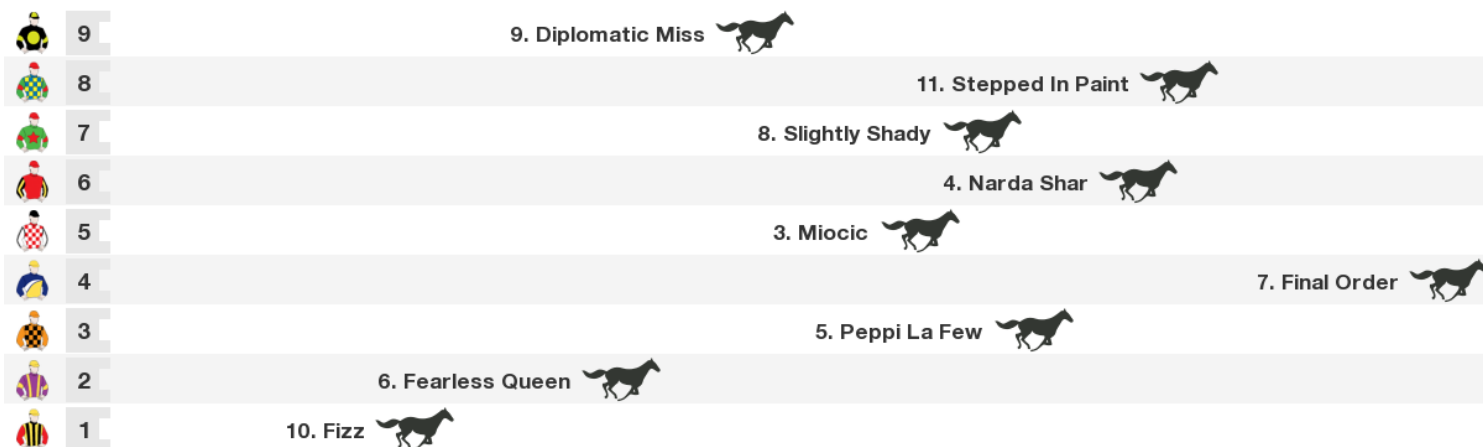 9 9. Diplomatic Miss
8 11. Stepped In Paint
7 8. Slightly Shady
6 4. Narda Shar
5 3. Miocic
4 7. Final Order
3 5. Peppi La Few
2 6. Fearless Queen
1 10. Fizz